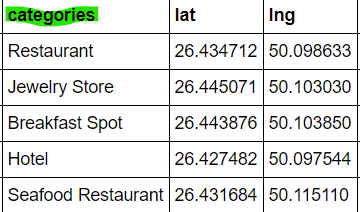 categories lat lng
Restaurant 26.434712 50.098633
Jewelry Store 26.445071 50.103030
Breakfast Spot 26.443876 50.103850
Hotel 26.427482 50.097544
Seafood Restaurant 26.431684 50.115110